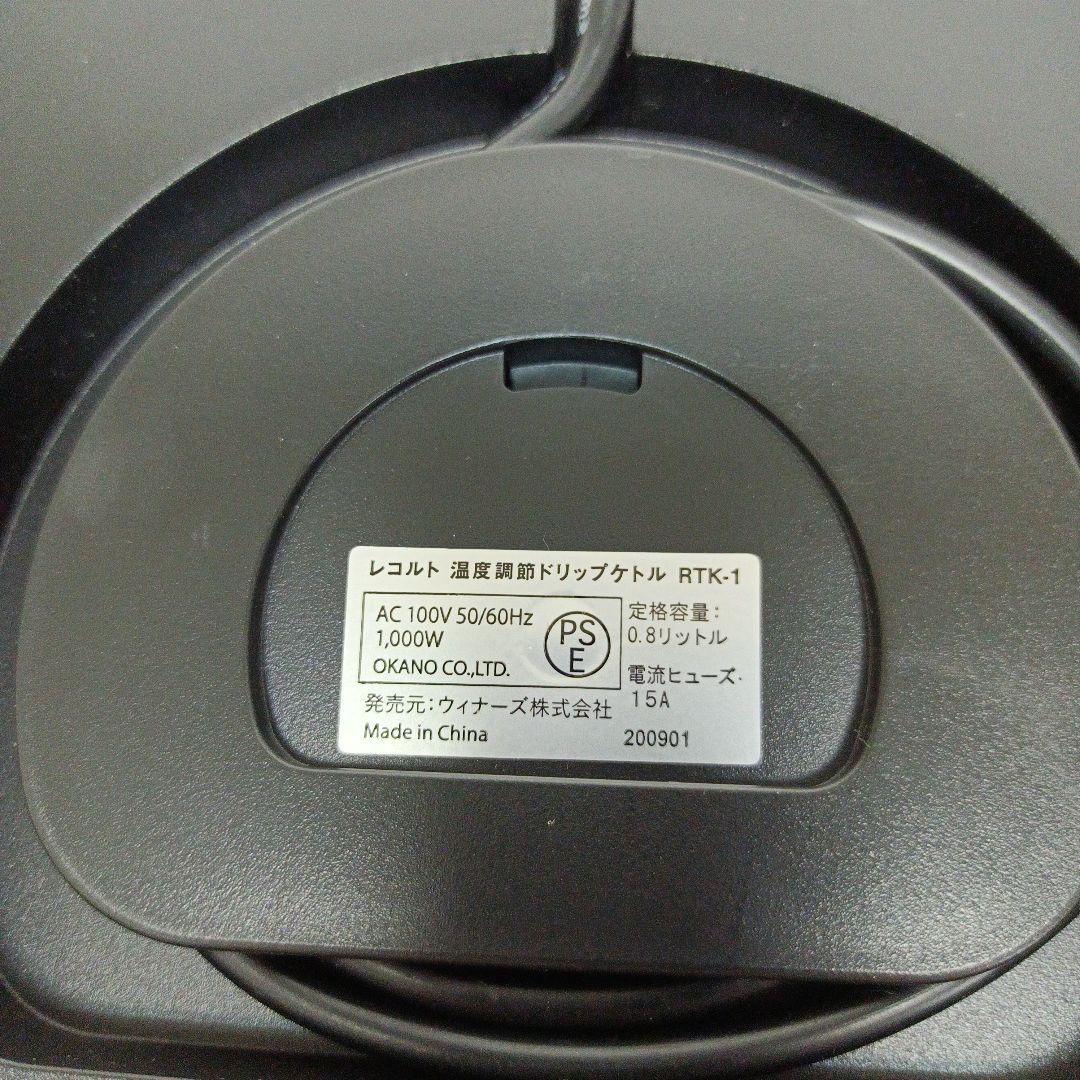 レコルト 温度調節ドリップケトル RTK-1
AC 100V 50/60Hz
1,000W
OKANO CO.,LTD.
PS
E
定格容量:
0.8リットル
電流ヒューズ:
15A
発売元:ウィナーズ株式会社
Made in China
200901